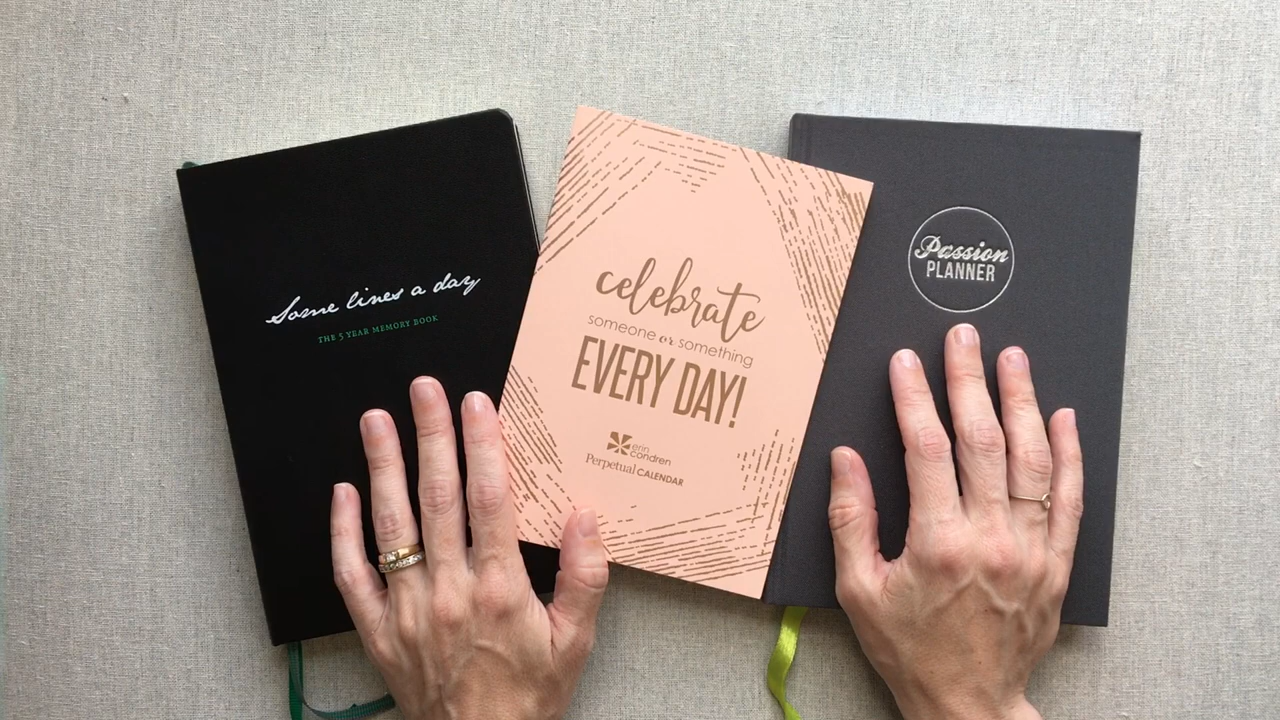 Some lines a day
THE 5 YEAR MEMORY BOOK
celebrate
someone or something
EVERY DAY!
erin
condren
Perpetual CALENDAR
Passion
PLANNER